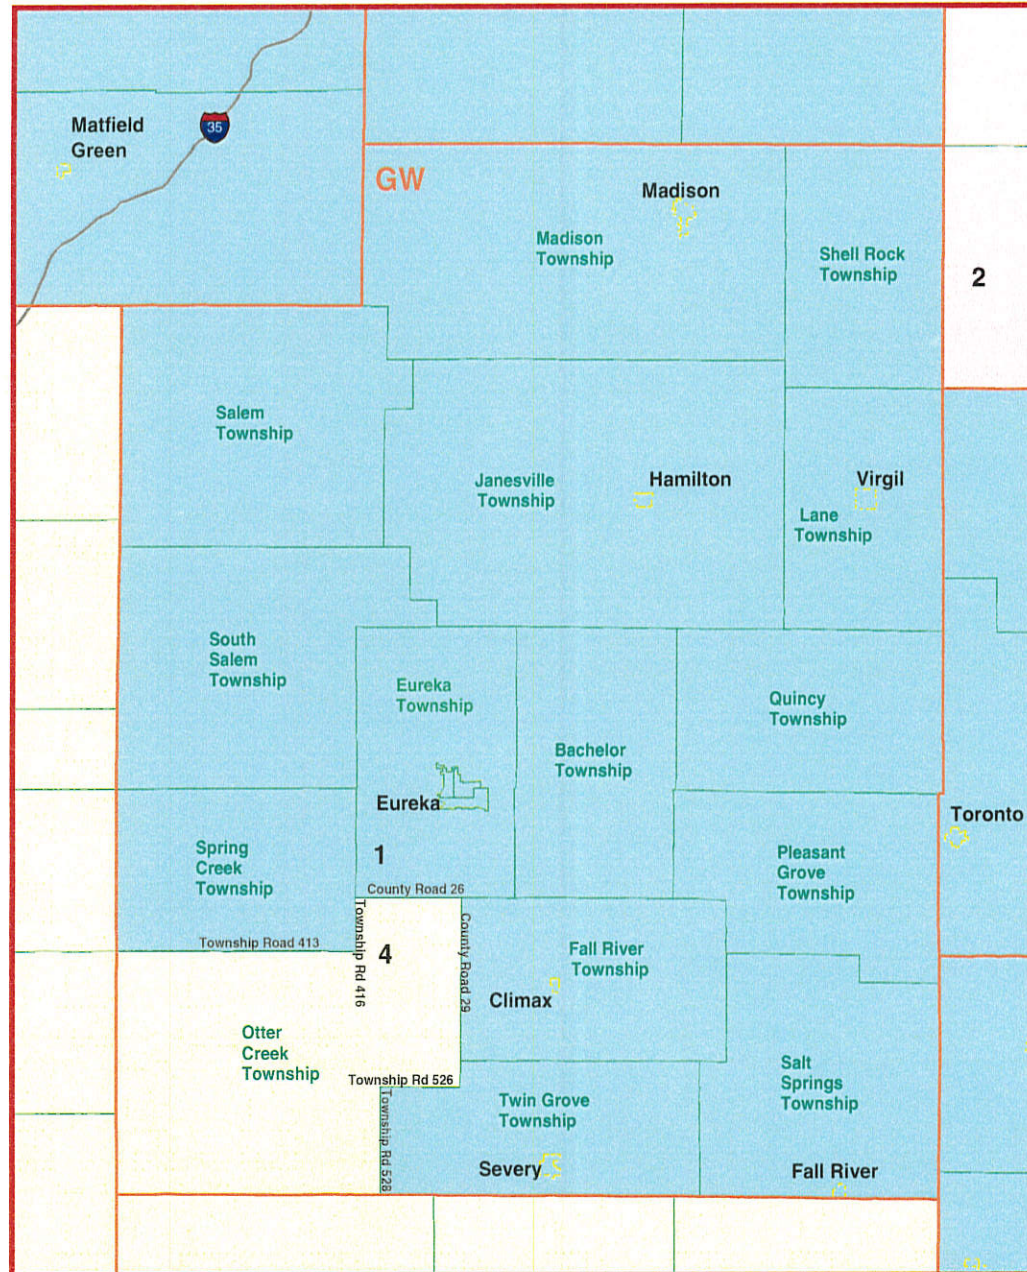 35
Matfield
Green
GW
Madison
Madison
Township
Shell Rock
Township
2
Salem
Township
Janesville
Township
Hamilton
Virgil
Lane
Township
South
Salem
Township
Eureka
Township
Quincy
Township
Bachelor
Township
Eureka
Toronto
Spring
Creek
Township
1
Pleasant
Grove
Township
County Road 26
Township Road 413
Township Rd 416
4
County Road 29
Fall River
Township
Climax
Otter
Creek
Township
Township Rd 526
Township Rd 528
Twin Grove
Township
Salt
Springs
Township
Severy
Fall River